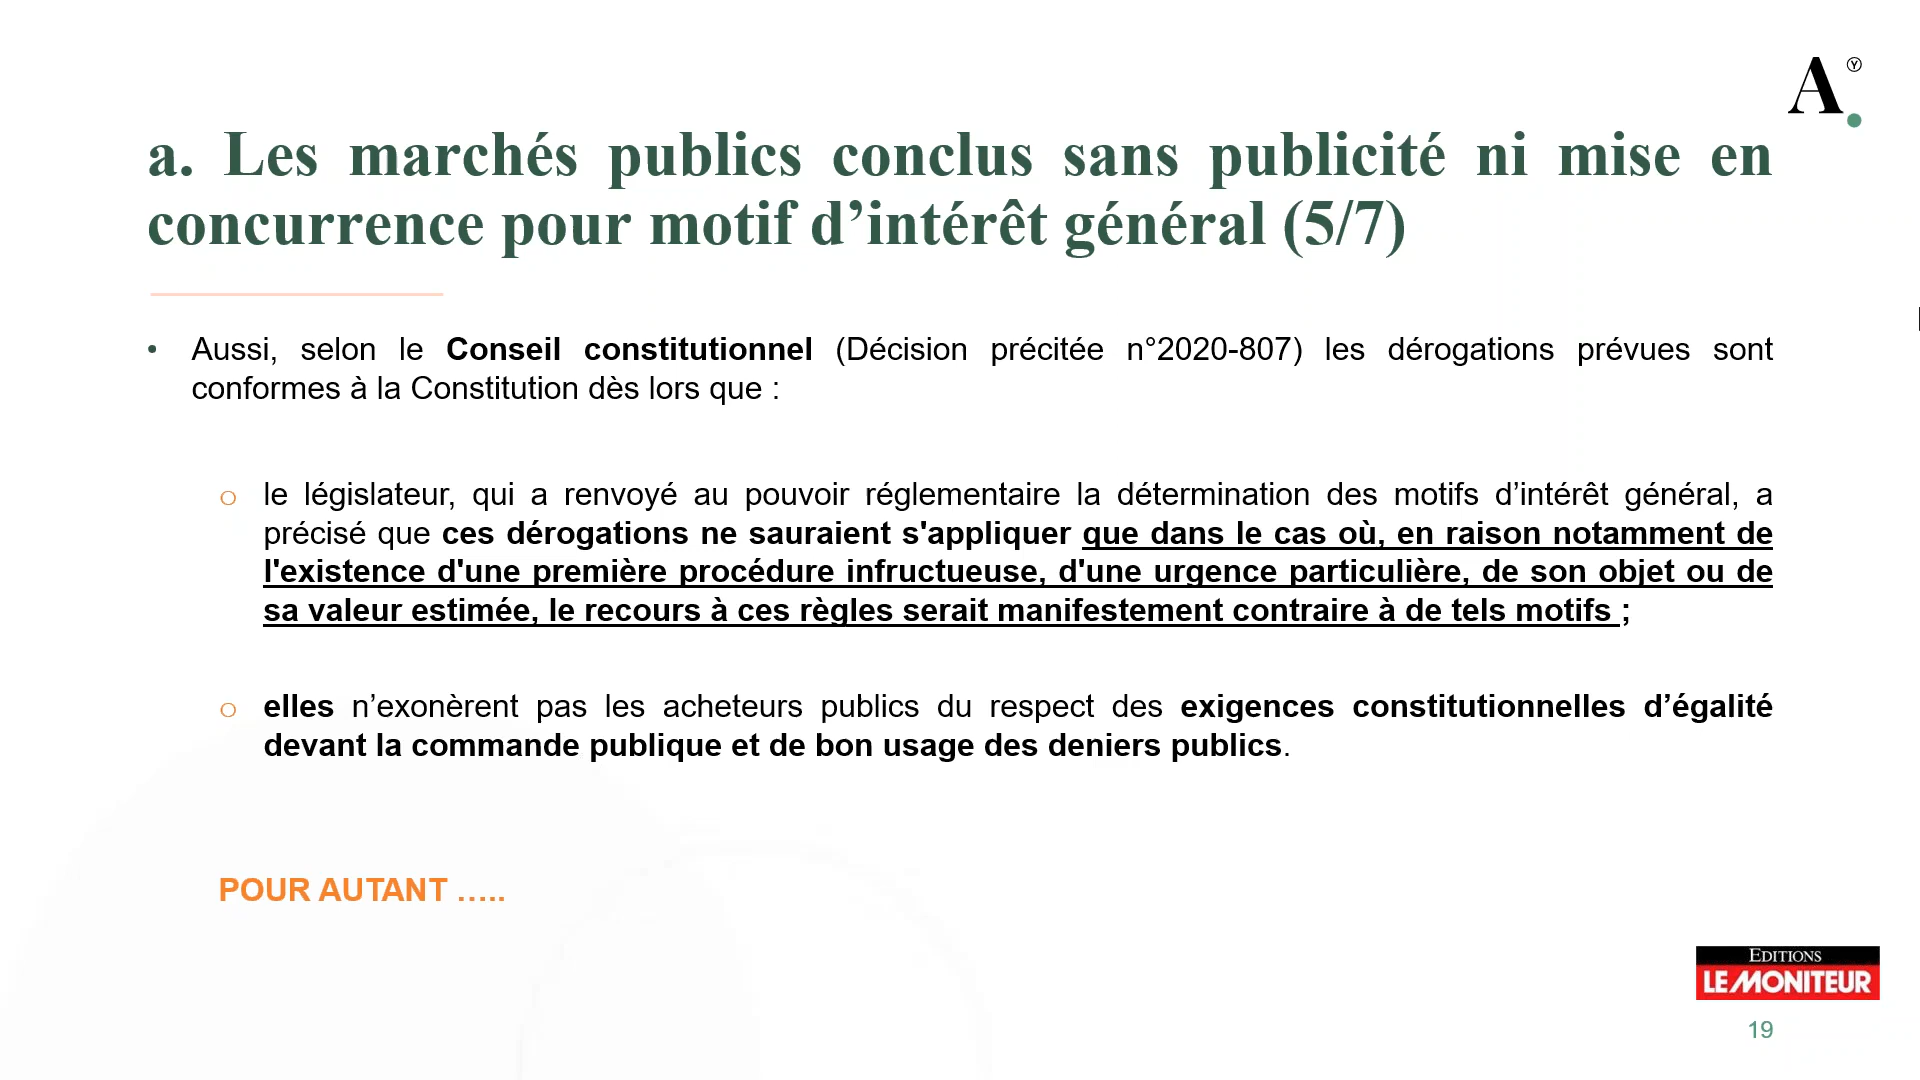 A
a. Les marchés publics conclus sans publicité ni mise en
concurrence pour motif d’intérêt général (5/7)
• Aussi, selon le Conseil constitutionnel (Décision précitée n°2020-807) les dérogations prévues sont
conformes à la Constitution dès lors que :
o le législateur, qui a renvoyé au pouvoir réglementaire la détermination des motifs d’intérêt général, a
précisé que ces dérogations ne sauraient s'appliquer que dans le cas où, en raison notamment de
l'existence d'une première procédure infructueuse, d'une urgence particulière, de son objet ou de
sa valeur estimée, le recours à ces règles serait manifestement contraire à de tels motifs ;
o elles n’exonèrent pas les acheteurs publics du respect des exigences constitutionnelles d’égalité
devant la commande publique et de bon usage des deniers publics.
POUR AUTANT …..
EDITIONS
LE MONITEUR
19